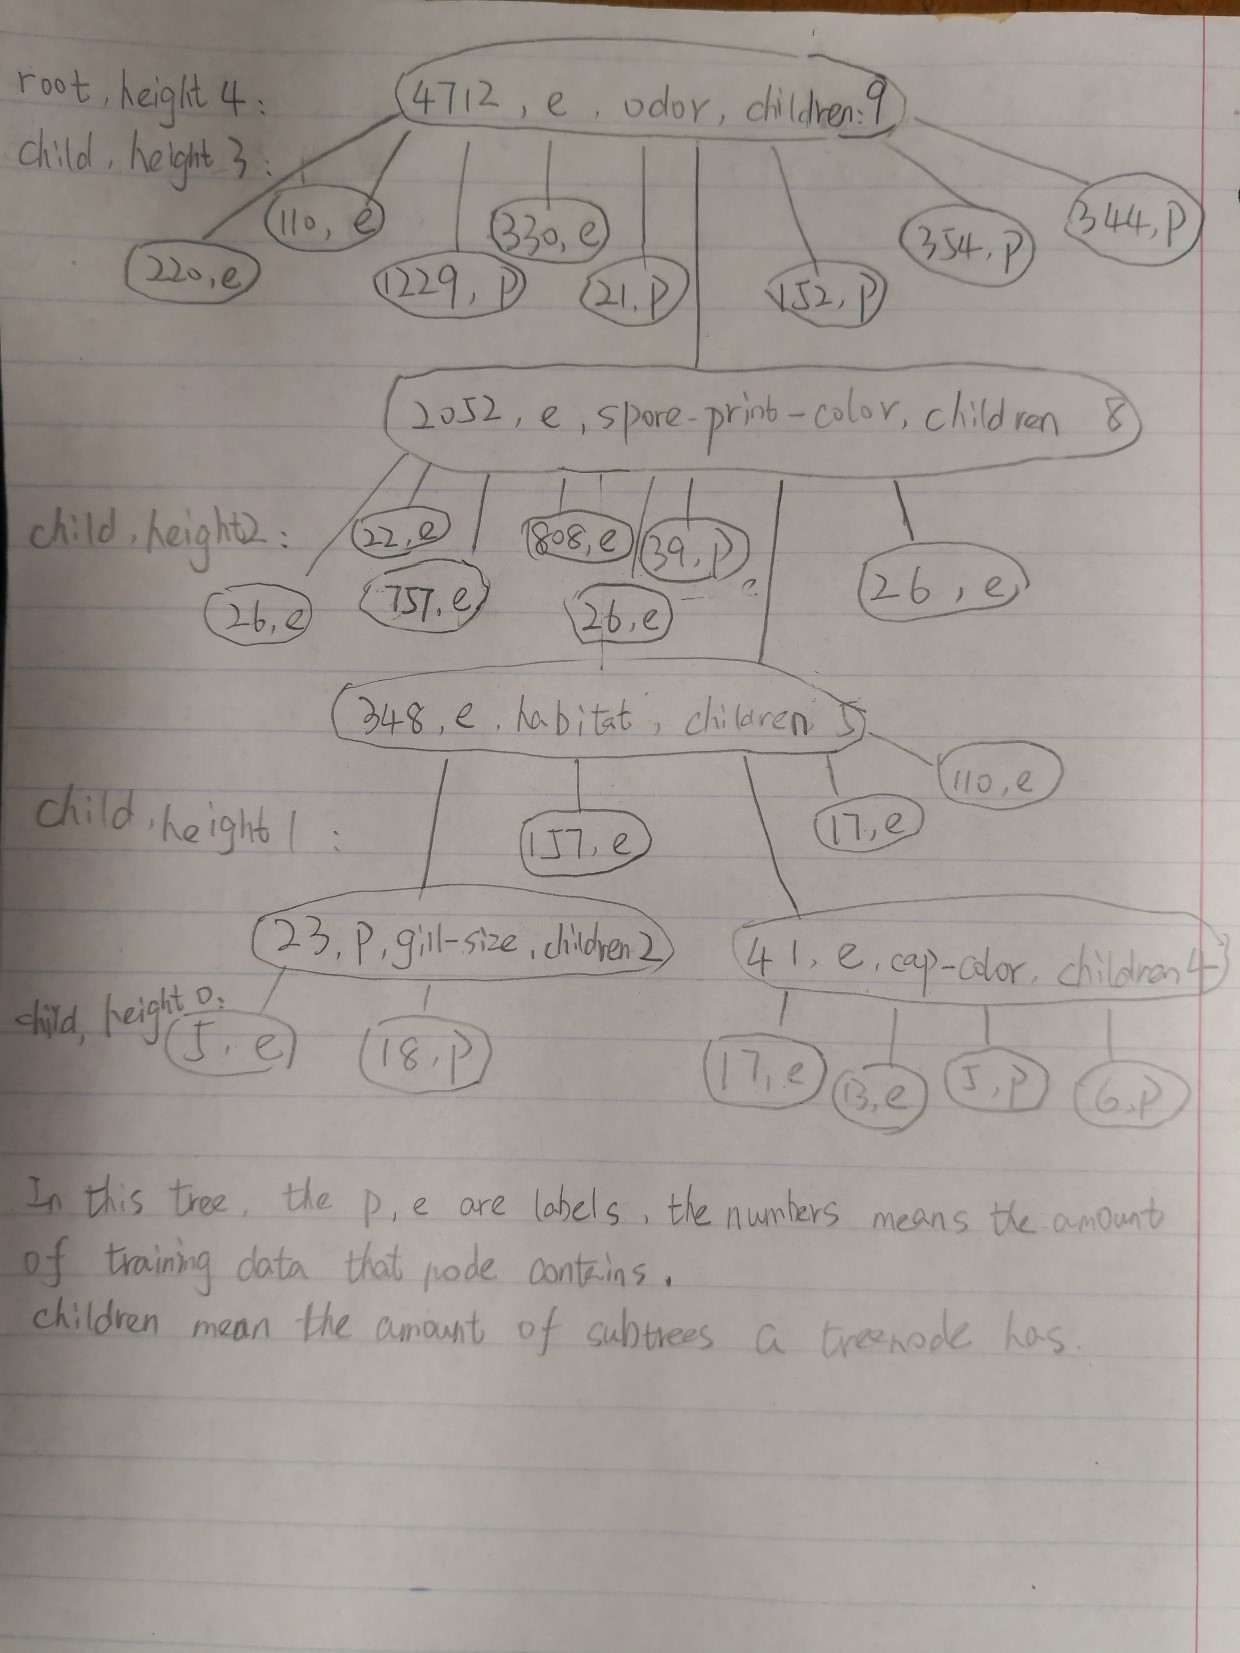 root, height 4:
4712, e, odor, children:9
child, height 3:
110, e
330, e
344, p
354, p
220, e
1229, p
21, p
152, p
2052, e, spore-print-color, children 8
child, height2:
22, e
808, e
39, p
26, e
757, e
26, e
26, e
348, e, habitat, children 5
110, e
child, height 1:
157, e
17, e
23, p, gill-size, children 2
41, e, cap-color, children 4
child, height 0:
5, e
18, p
17, e
13, e
5, p
6, p
In this tree, the p, e are labels, the numbers means the amount
of training data that node contains.
children mean the amount of subtrees a treenode has.